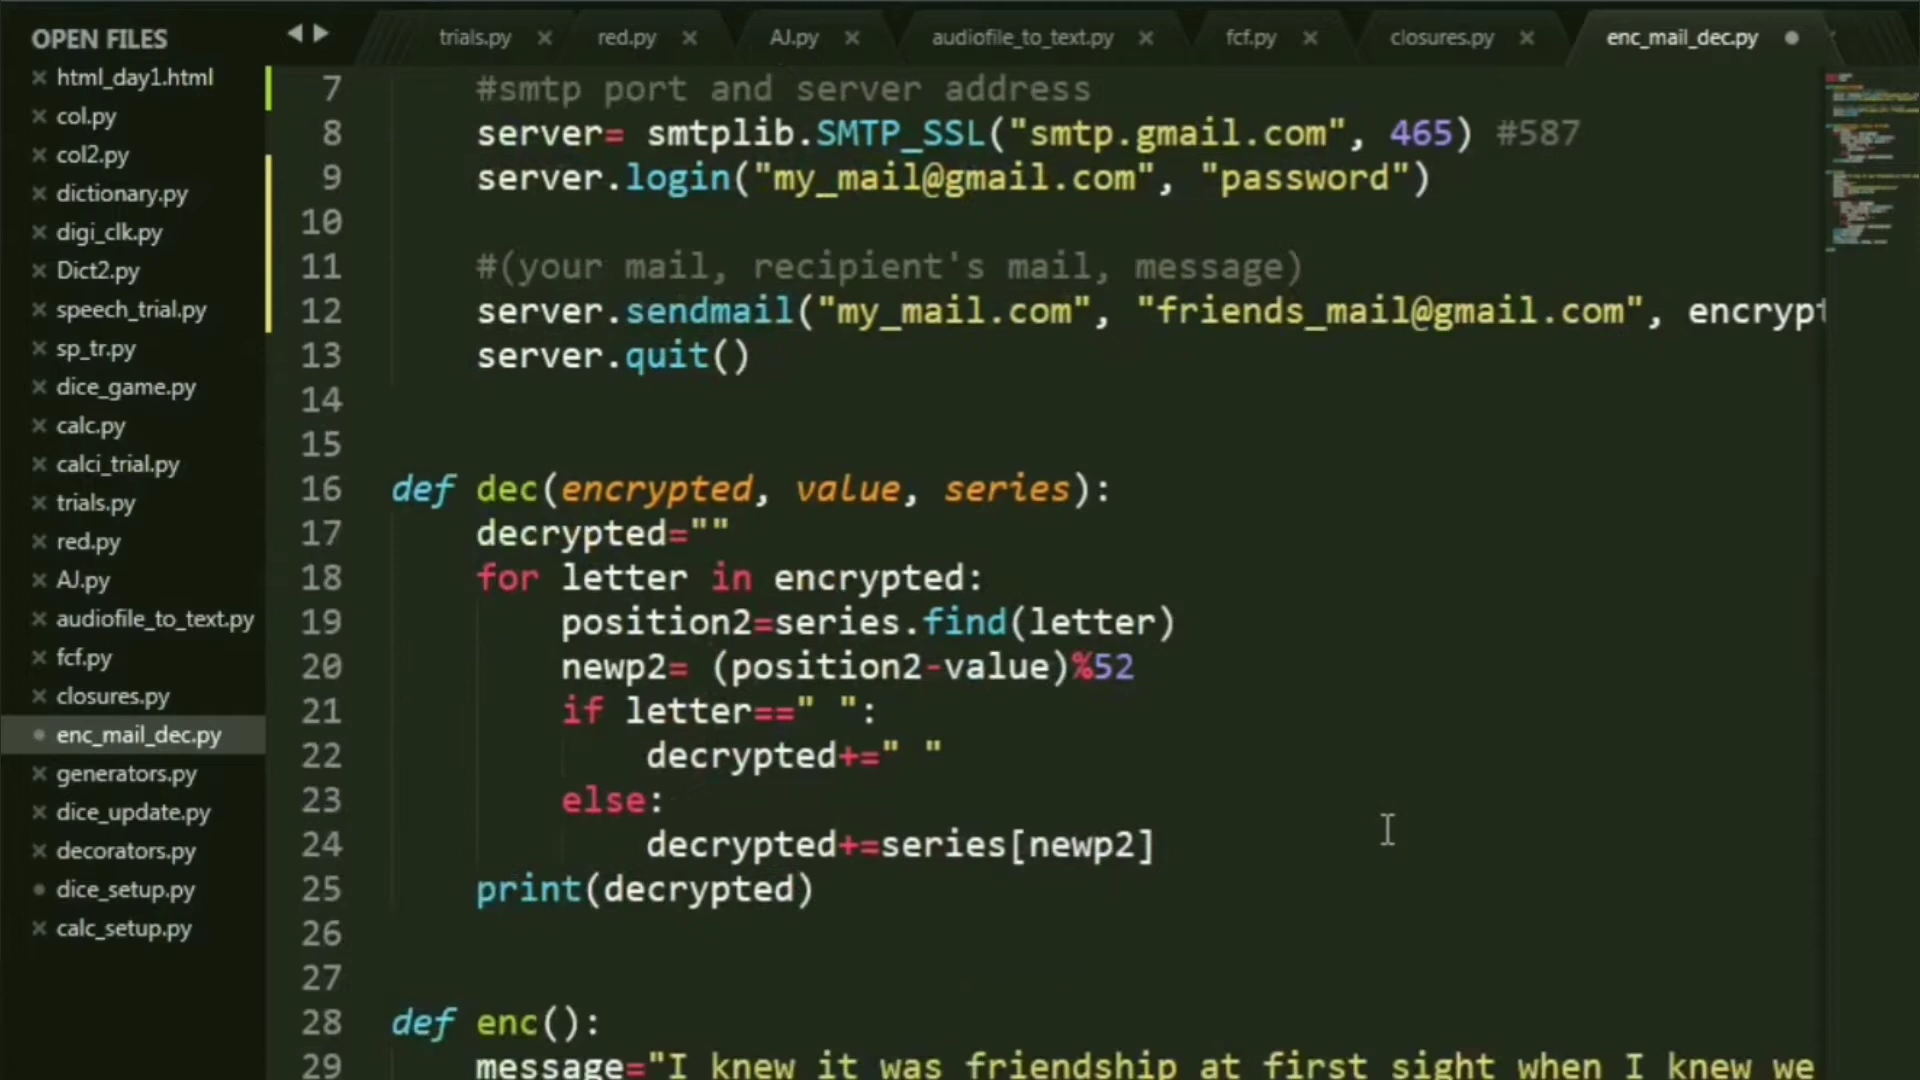 OPEN FILES
html_day1.html
col.py
col2.py
dictionary.py
digi_clk.py
Dict2.py
speech_trial.py
sp_tr.py
dice_game.py
calc.py
calci_trial.py
trials.py
red.py
AJ.py
audiofile_to_text.py
fcf.py
closures.py
enc_mail_dec.py
generators.py
dice_update.py
decorators.py
dice_setup.py
calc_setup.py
trials.py red.py AJ.py audiofile_to_text.py fcf.py closures.py enc_mail_dec.py
7 #smtp port and server address
8 server= smtplib.SMTP_SSL("smtp.gmail.com", 465) #587
9 server.login("my_mail@gmail.com", "password")
10
11 #(your mail, recipient's mail, message)
12 server.sendmail("my_mail.com", "friends_mail@gmail.com", encrypt
13 server.quit()
14
15
16 def dec(encrypted, value, series):
17 decrypted=""
18 for letter in encrypted:
19 position2=series.find(letter)
20 newp2= (position2-value)%52
21 if letter==" ":
22 decrypted+=" "
23 else:
24 decrypted+=series[newp2]
25 print(decrypted)
26
27
28 def enc():
29 message="I knew it was friendship at first sight when I knew we